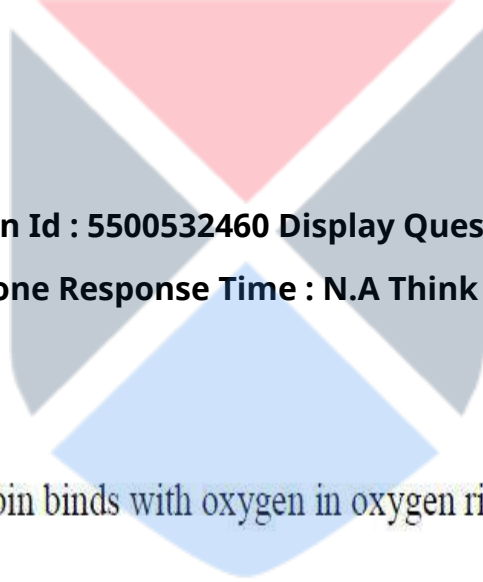 n Id : 5500532460 Display Ques
one Response Time : N.A Think
bin binds with oxygen in oxygen ri